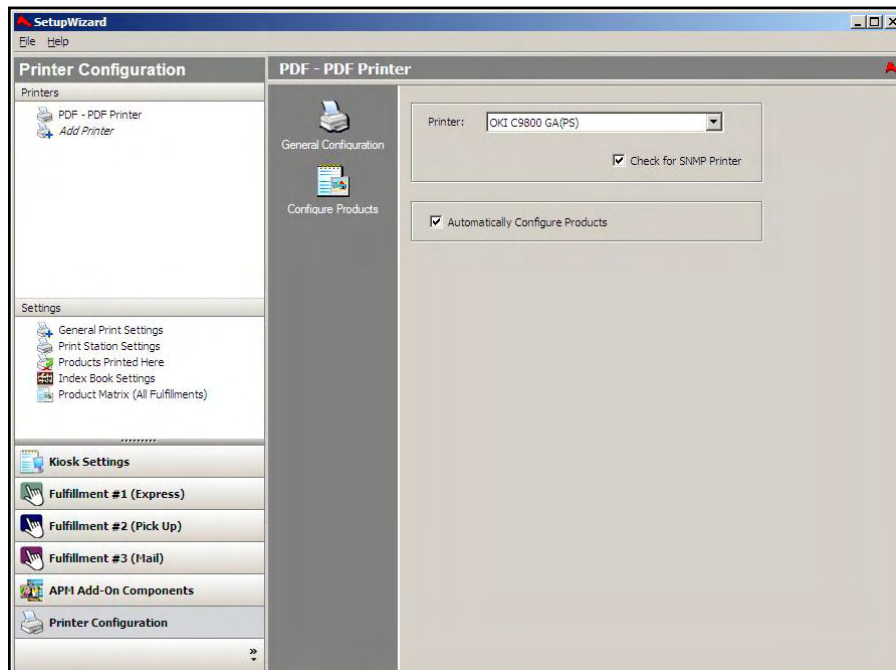 SetupWizard
File Help
Printer Configuration
Printers
PDF - PDF Printer
Add Printer
Settings
General Print Settings
Print Station Settings
Products Printed Here
Index Book Settings
Product Matrix (All Fulfillments)
Kiosk Settings
Fulfillment #1 (Express)
Fulfillment #2 (Pick Up)
Fulfillment #3 (Mail)
APM Add-On Components
Printer Configuration
PDF - PDF Printer
General Configuration
Configure Products
Printer: OKI C9800 GA(PS)
Check for SNMP Printer
Automatically Configure Products